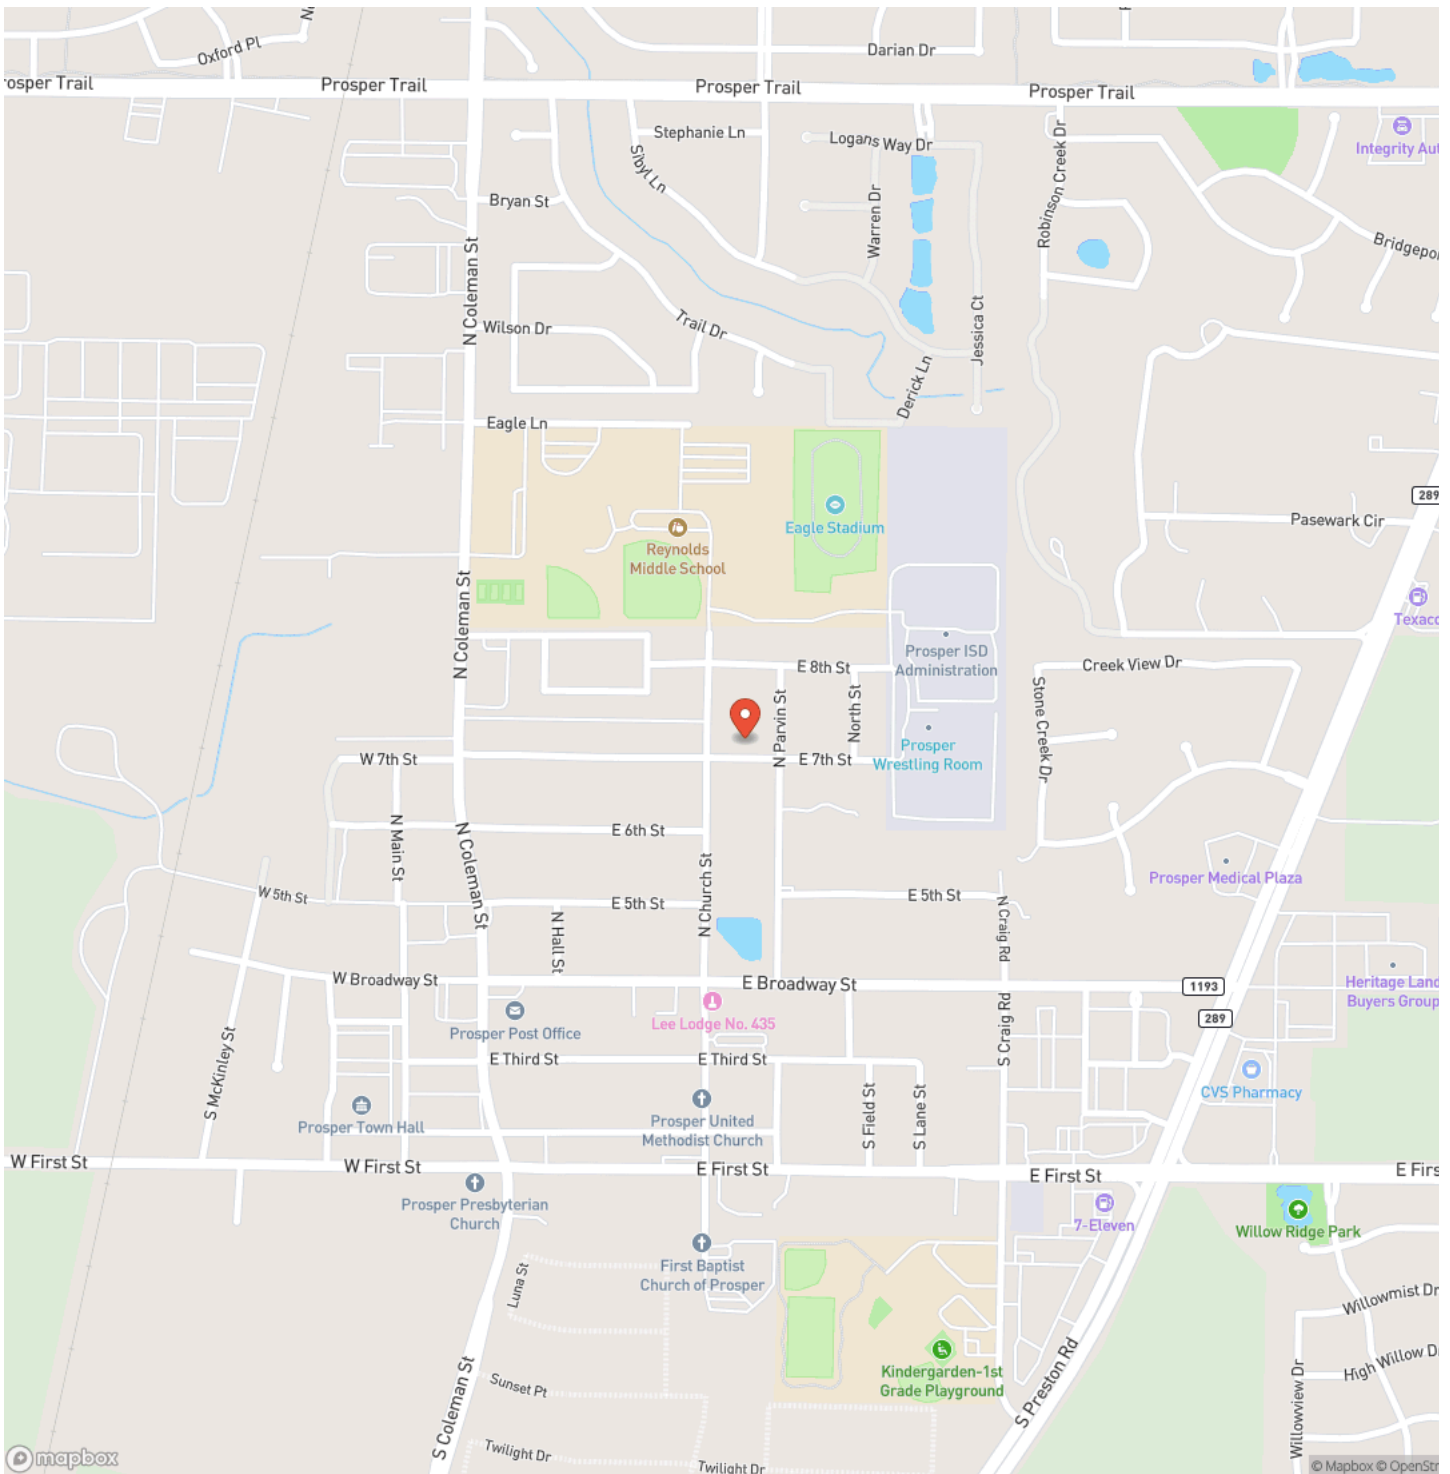 Oxford Pl
Darian Dr
rosper Trail
Prosper Trail
Prosper Trail
Prosper Trail
Stephanie Ln
Logans Way Dr
Integrity Aut
Sibyl Ln
Robinson Creek Dr
Bryan St
Warren Dr
Bridgepo
N Coleman St
Wilson Dr
Trail Dr
Jessica Ct
Derick Ln
Eagle Ln
289
Eagle Stadium
Pasewark Cir
Reynolds
Middle School
N Coleman St
Texaco
Prosper ISD
Administration
E 8th St
Creek View Dr
N Parvin St
North St
Stone Creek Dr
Prosper
Wrestling Room
W 7th St
E 7th St
N Main St
N Coleman St
E 6th St
N Church St
Prosper Medical Plaza
W 5th St
E 5th St
E 5th St
N Hall St
N Craig Rd
W Broadway St
E Broadway St
1193
Heritage Land
Buyers Group
289
Lee Lodge No. 435
Prosper Post Office
S McKinley St
E Third St
E Third St
S Craig Rd
CVS Pharmacy
S Field St
S Lane St
Prosper Town Hall
Prosper United
Methodist Church
W First St
W First St
E First St
E First St
E Firs
Prosper Presbyterian
Church
7-Eleven
Willow Ridge Park
First Baptist
Church of Prosper
Luna St
Willowmist Dr
Kindergarden-1st
Grade Playground
S Preston Rd
High Willow D
Sunset Pt
S Coleman St
Willowview Dr
Twilight Dr
Twilight Dr
mapbox
© Mapbox © OpenStr